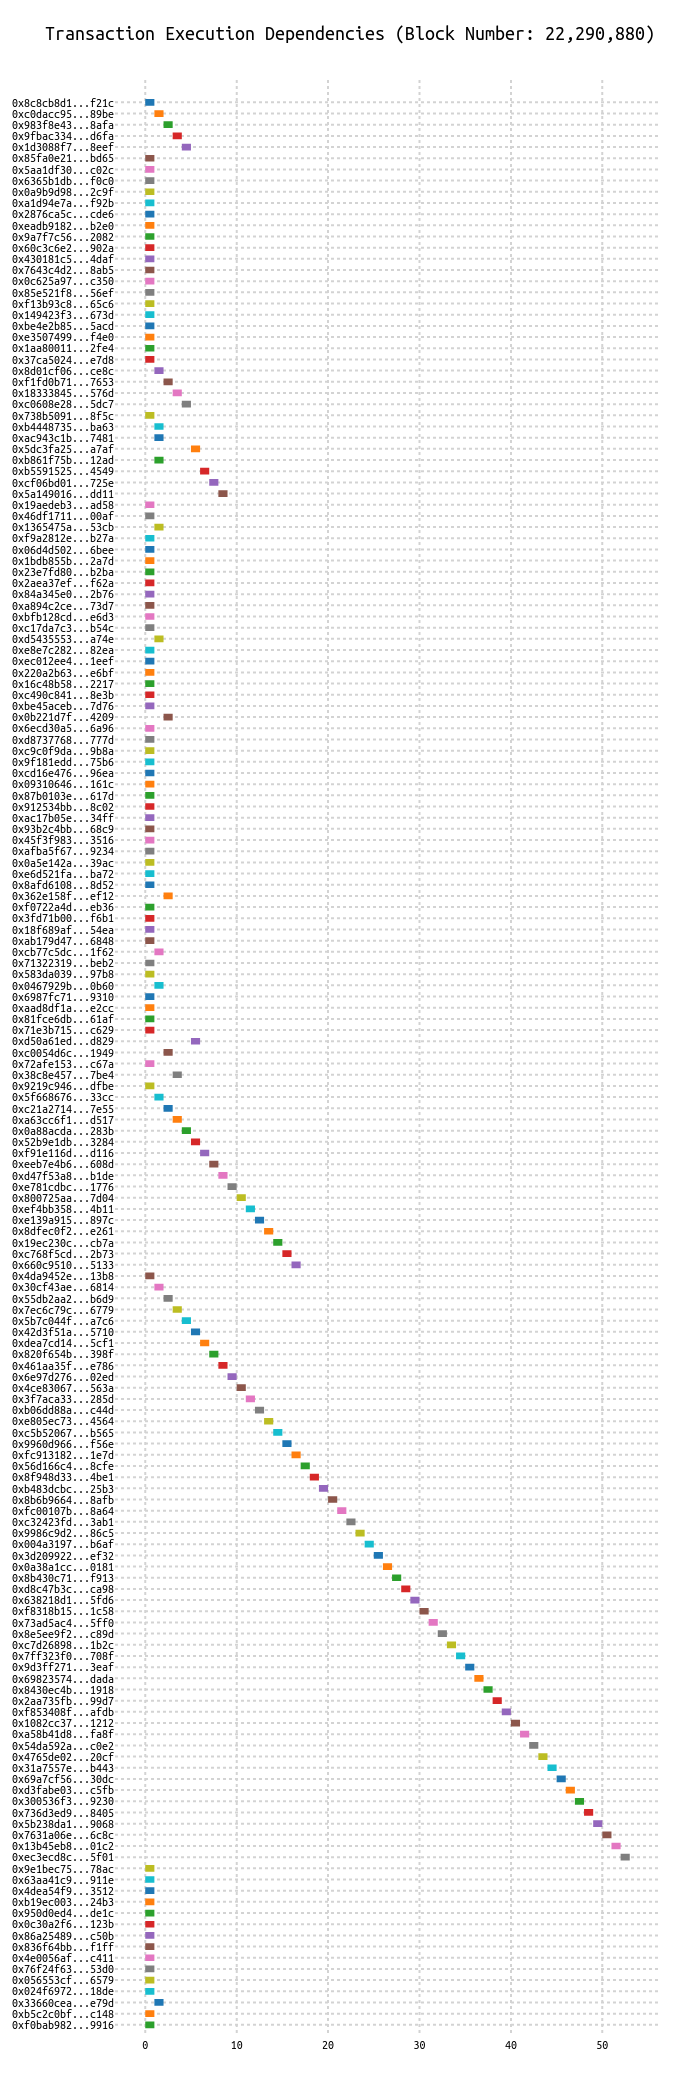 Transaction Execution Dependencies (Block Number: 22,290,880)
0x8c8cb8d1...f21c
0xc0dacc95...89be
0x983f8e43...8afa
0x9fbac334...d6fa
0x1d3088f7...8eef
0x85fa0e21...bd65
0x5aa1df30...c02c
0x6365b1db...f0c0
0x0a9b9d98...2c9f
0xa1d94e7a...f92b
0x2876ca5c...cde6
0xeadb9182...b2e0
0x9a7f7c56...2082
0x60c3c6e2...902a
0x430181c5...4daf
0x7643c4d2...8ab5
0x0c625a97...c350
0x85e521f8...56ef
0xf13b93c8...65c6
0x149423f3...673d
0xbe4e2b85...5acd
0xe3507499...f4e0
0x1aa80011...2fe4
0x37ca5024...e7d8
0x8d01cf06...ce8c
0xf1fd0b71...7653
0x18333845...576d
0xc0608e28...5dc7
0x738b5091...8f5c
0xb4448735...ba63
0xac943c1b...7481
0x5dc3fa25...a7af
0xb861f75b...12ad
0xb5591525...4549
0xcf06bd01...725e
0x5a149016...dd11
0x19aedeb3...ad58
0x46df1711...00af
0x1365475a...53cb
0xf9a2812e...b27a
0x06d4d502...6bee
0x1bdb855b...2a7d
0x23e7fd80...b2ba
0x2aea37ef...f62a
0x84a345e0...2b76
0xa894c2ce...73d7
0xbfb128cd...e6d3
0xc17da7c3...b54c
0xd5435553...a74e
0xe8e7c282...82ea
0xec012ee4...1eef
0x220a2b63...e6bf
0x16c48b58...2217
0xc490c841...8e3b
0xbe45aceb...7d76
0x0b221d7f...4209
0x6ecd30a5...6a96
0xd8737768...777d
0xc9c0f9da...9b8a
0x9f181edd...75b6
0xcd16e476...96ea
0x09310646...161c
0x87b0103e...617d
0x912534bb...8c02
0xac17b05e...34ff
0x93b2c4bb...68c9
0x45f3f983...3516
0xafba5f67...9234
0x0a5e142a...39ac
0xe6d521fa...ba72
0x8afd6108...8d52
0x362e158f...ef12
0xf0722a4d...eb36
0x3fd71b00...f6b1
0x18f689af...54ea
0xab179d47...6848
0xcb77c5dc...1f62
0x71322319...beb2
0x583da039...97b8
0x0467929b...0b60
0x6987fc71...9310
0xaad8df1a...e2cc
0x81fce6db...61af
0x71e3b715...c629
0xd50a61ed...d829
0xc0054d6c...1949
0x72afe153...c67a
0x38c8e457...7be4
0x9219c946...dfbe
0x5f668676...33cc
0xc21a2714...7e55
0xa63cc6f1...d517
0x0a88acda...283b
0x52b9e1db...3284
0xf91e116d...d116
0xeeb7e4b6...608d
0xd47f53a8...b1de
0xe781cdbc...1776
0x800725aa...7d04
0xef4bb358...4b11
0xe139a915...897c
0x8dfec0f2...e261
0x19ec230c...cb7a
0xc768f5cd...2b73
0x660c9510...5133
0x4da9452e...13b8
0x30cf43ae...6814
0x55db2aa2...b6d9
0x7ec6c79c...6779
0x5b7c044f...a7c6
0x42d3f51a...5710
0xdea7cd14...5cf1
0x820f654b...398f
0x461aa35f...e786
0x6e97d276...02ed
0x4ce83067...563a
0x3f7aca33...285d
0xb06dd88a...c44d
0xe805ec73...4564
0xc5b52067...b565
0x9960d966...f56e
0xfc913182...1e7d
0x56d166c4...8cfe
0x8f948d33...4be1
0xb483dcbc...25b3
0x8b6b9664...8afb
0xfc00107b...8a64
0xc32423fd...3ab1
0x9986c9d2...86c5
0x004a3197...b6af
0x3d209922...ef32
0x0a38a1cc...0181
0x8b430c71...f913
0xd8c47b3c...ca98
0x638218d1...5fd6
0xf8318b15...1c58
0x73ad5ac4...5ff0
0x8e5ee9f2...c89d
0xc7d26898...1b2c
0x7ff323f0...708f
0x9d3ff271...3eaf
0x69823574...dada
0x8430ec4b...1918
0x2aa735fb...99d7
0xf853408f...afdb
0x1082cc37...1212
0xa58b41d8...fa8f
0x54da592a...c0e2
0x4765de02...20cf
0x31a7557e...b443
0x69a7cf56...30dc
0xd3fabe03...c5fb
0x300536f3...9230
0x736d3ed9...8405
0x5b238da1...9068
0x7631a06e...6c8c
0x13b45eb8...01c2
0xec3ecd8c...5f01
0x9e1bec75...78ac
0x63aa41c9...911e
0x4dea54f9...3512
0xb19ec003...24b3
0x950d0ed4...de1c
0x0c30a2f6...123b
0x86a25489...c50b
0x836f64bb...f1ff
0x4e0056af...c411
0x76f24f63...53d0
0x056553cf...6579
0x024f6972...18de
0x33660cea...e79d
0xb5c2c0bf...c148
0xf0bab982...9916
0 10 20 30 40 50